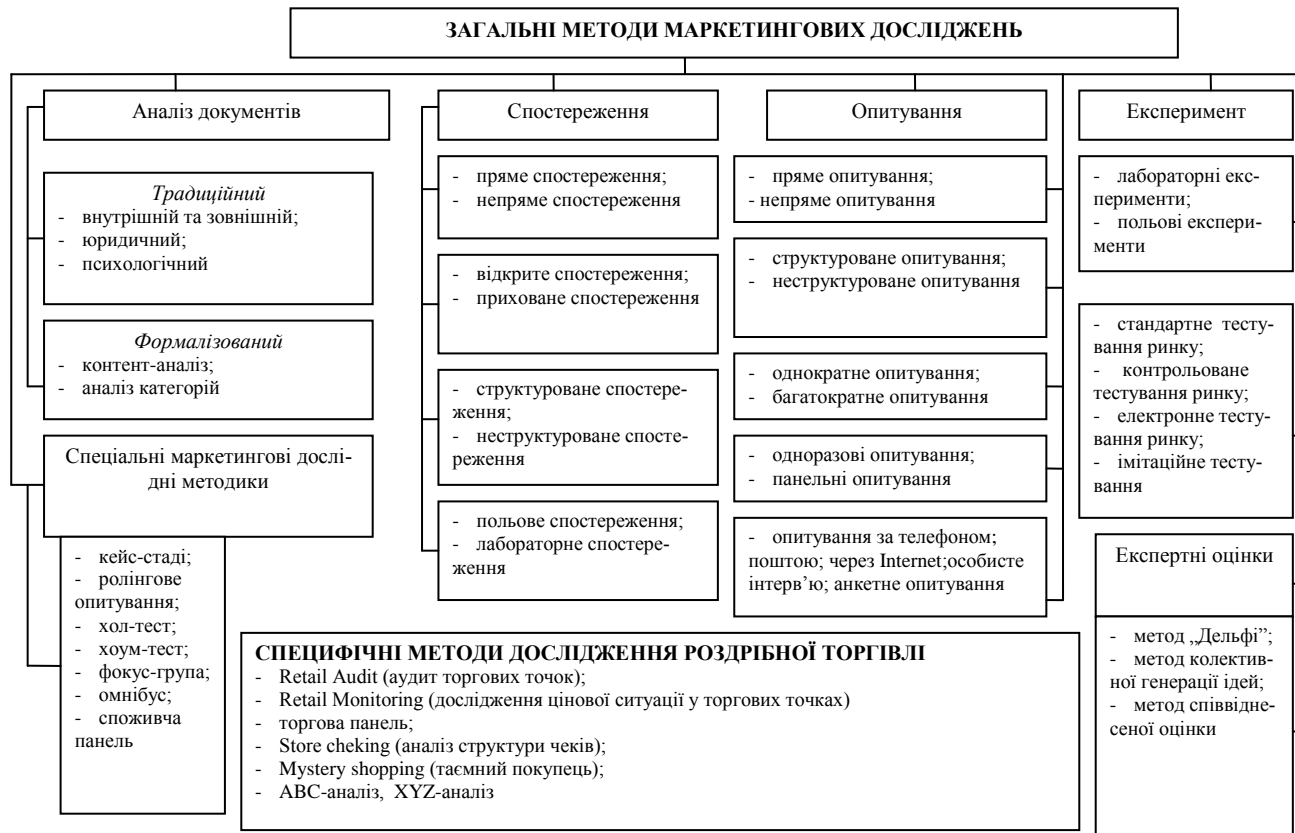 ЗАГАЛЬНІ МЕТОДИ МАРКЕТИНГОВИХ ДОСЛІДЖЕНЬ
Аналіз документів
Традиційний
- внутрішній та зовнішній;
- юридичний;
- психологічний
Формалізований
- контент-аналіз;
- аналіз категорій
Спеціальні маркетингові дослі-
дні методики
- кейс-стаді;
- ролінгове
опитування;
- хол-тест;
- хоум-тест;
- фокус-група;
- омнібус;
- споживча
панель
Спостереження
- пряме спостереження;
- непряме спостереження
- відкрите спостереження;
- приховане спостереження
- структуроване спостере-
ження;
- неструктуроване спосте-
реження
- польове спостереження;
- лабораторне спостере-
ження
Опитування
- пряме опитування;
- непряме опитування
- структуроване опитування;
- неструктуроване опитування
- однократне опитування;
- багатократне опитування
- одноразові опитування;
- панельні опитування
- опитування за телефоном;
поштою; через Internet;особисте
інтерв’ю; анкетне опитування
Експеримент
- лабораторні екс-
перименти;
- польові експери-
менти
- стандартне тесту-
вання ринку;
- контрольоване
тестування ринку;
- електронне тесту-
вання ринку;
- імітаційне тесту-
вання
Експертні оцінки
- метод „Дельфі”;
- метод колектив-
ної генерації ідей;
- метод співвідне-
сеної оцінки
СПЕЦИФІЧНІ МЕТОДИ ДОСЛІДЖЕННЯ РОЗДРІБНОЇ ТОРГІВЛІ
- Retail Audit (аудит торгових точок);
- Retail Monitoring (дослідження цінової ситуації у торгових точках)
- торгова панель;
- Store cheking (аналіз структури чеків);
- Mystery shopping (таємний покупець);
- ABC-аналіз, XYZ-аналіз